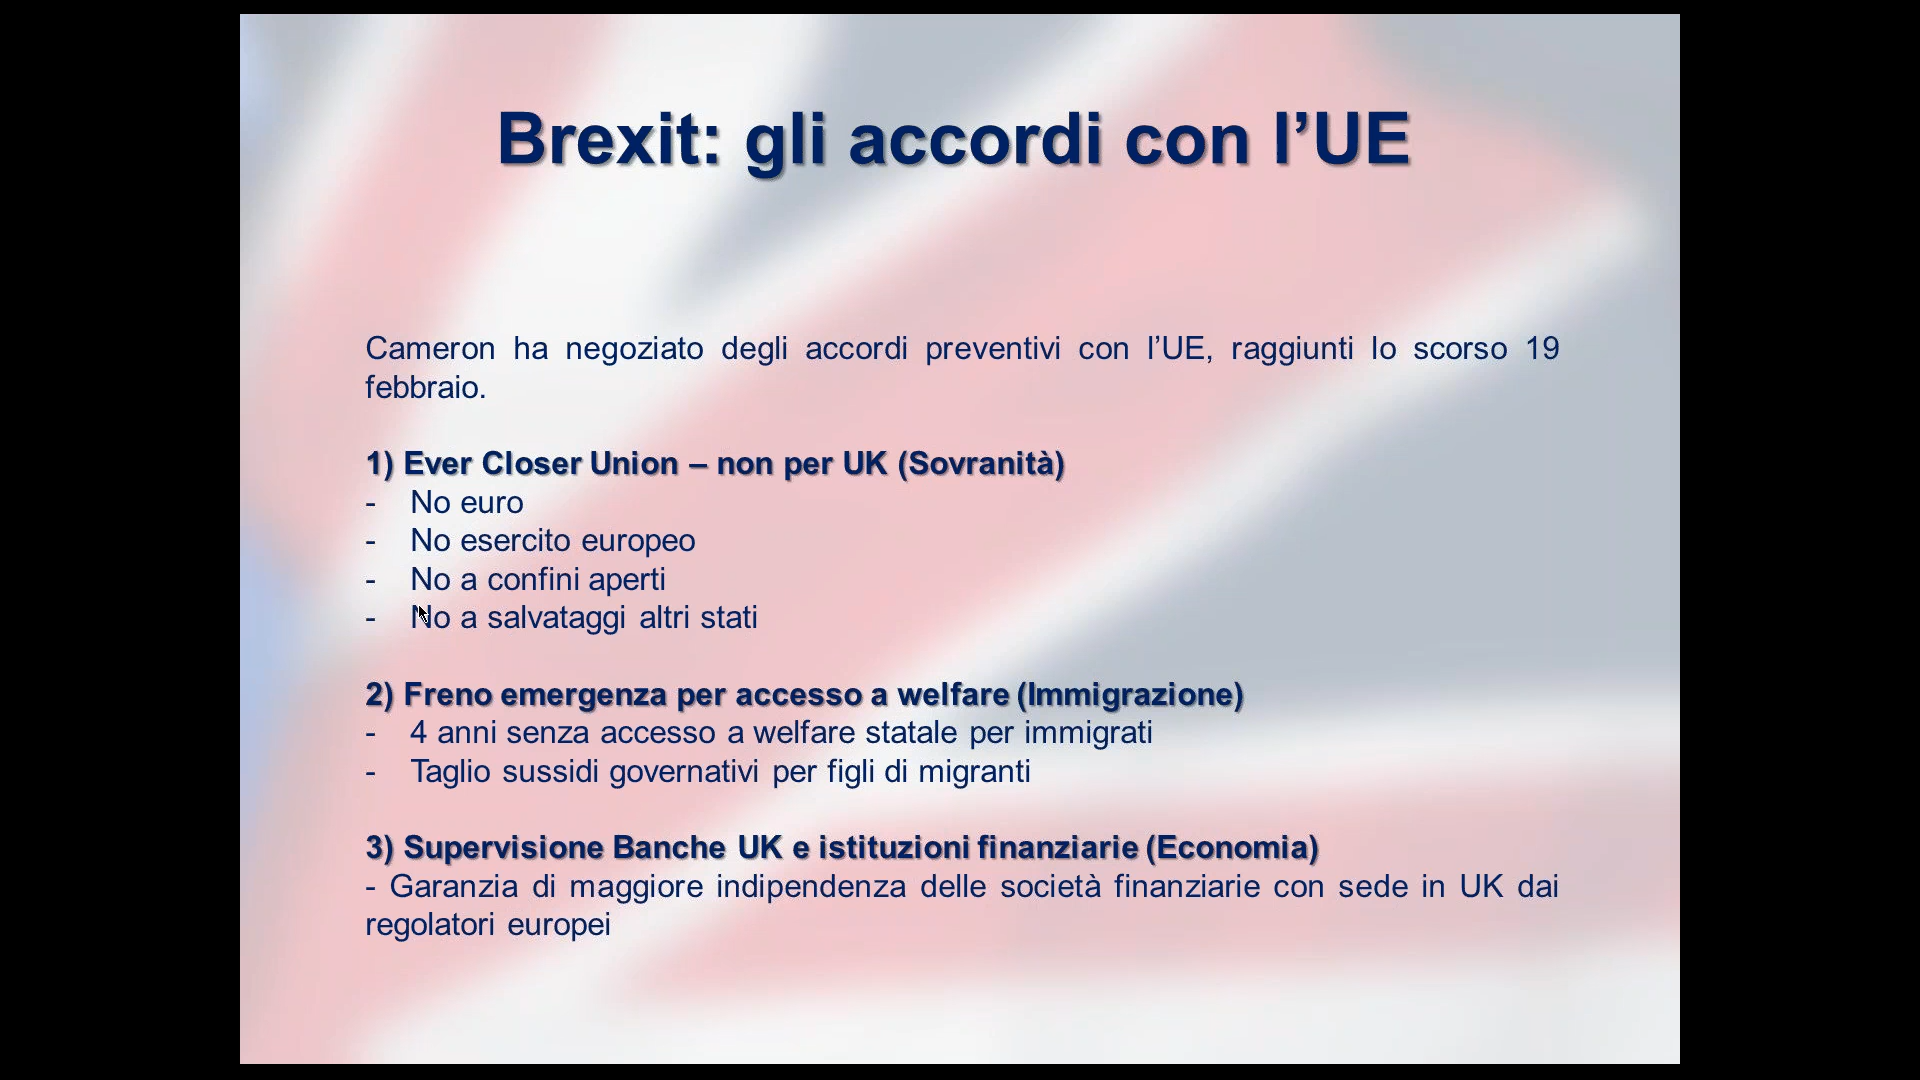 Brexit: gli accordi con l’UE
Cameron ha negoziato degli accordi preventivi con l’UE, raggiunti lo scorso 19
febbraio.
1) Ever Closer Union – non per UK (Sovranità)
- No euro
- No esercito europeo
- No a confini aperti
- No a salvataggi altri stati
2) Freno emergenza per accesso a welfare (Immigrazione)
- 4 anni senza accesso a welfare statale per immigrati
- Taglio sussidi governativi per figli di migranti
3) Supervisione Banche UK e istituzioni finanziarie (Economia)
- Garanzia di maggiore indipendenza delle società finanziarie con sede in UK dai
regolatori europei